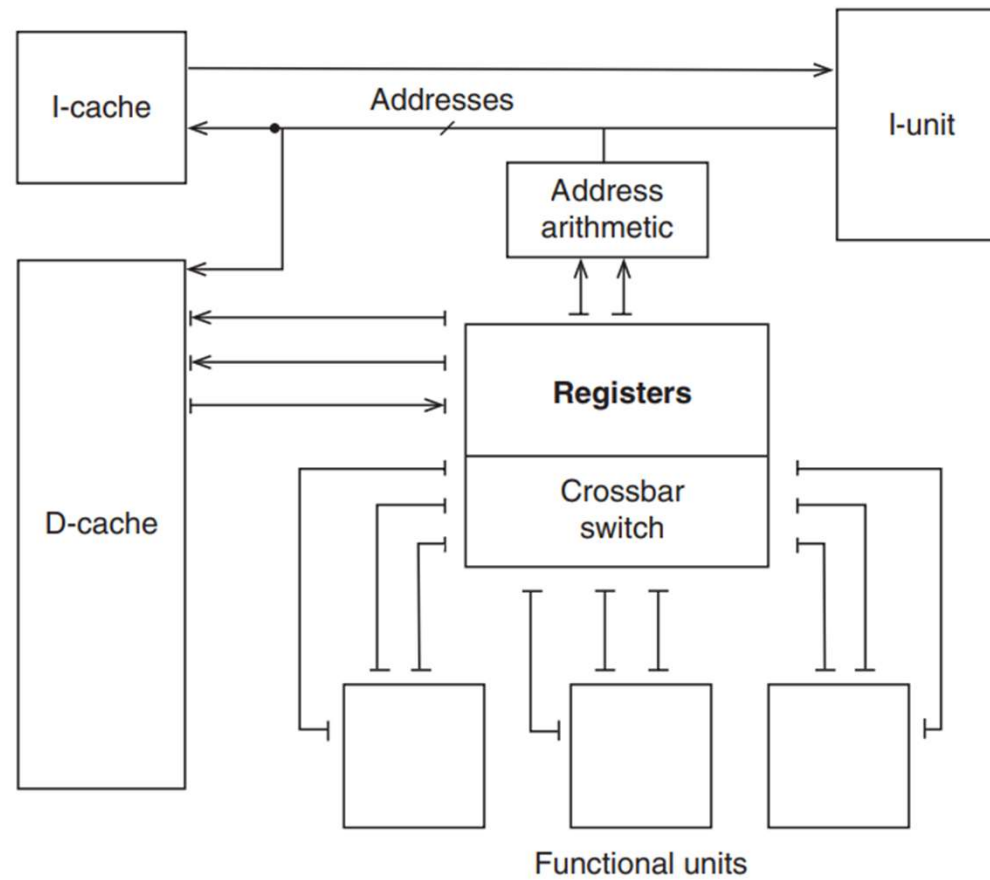 I-cache
Addresses
I-unit
Address
arithmetic
Registers
D-cache
Crossbar
switch
Functional units